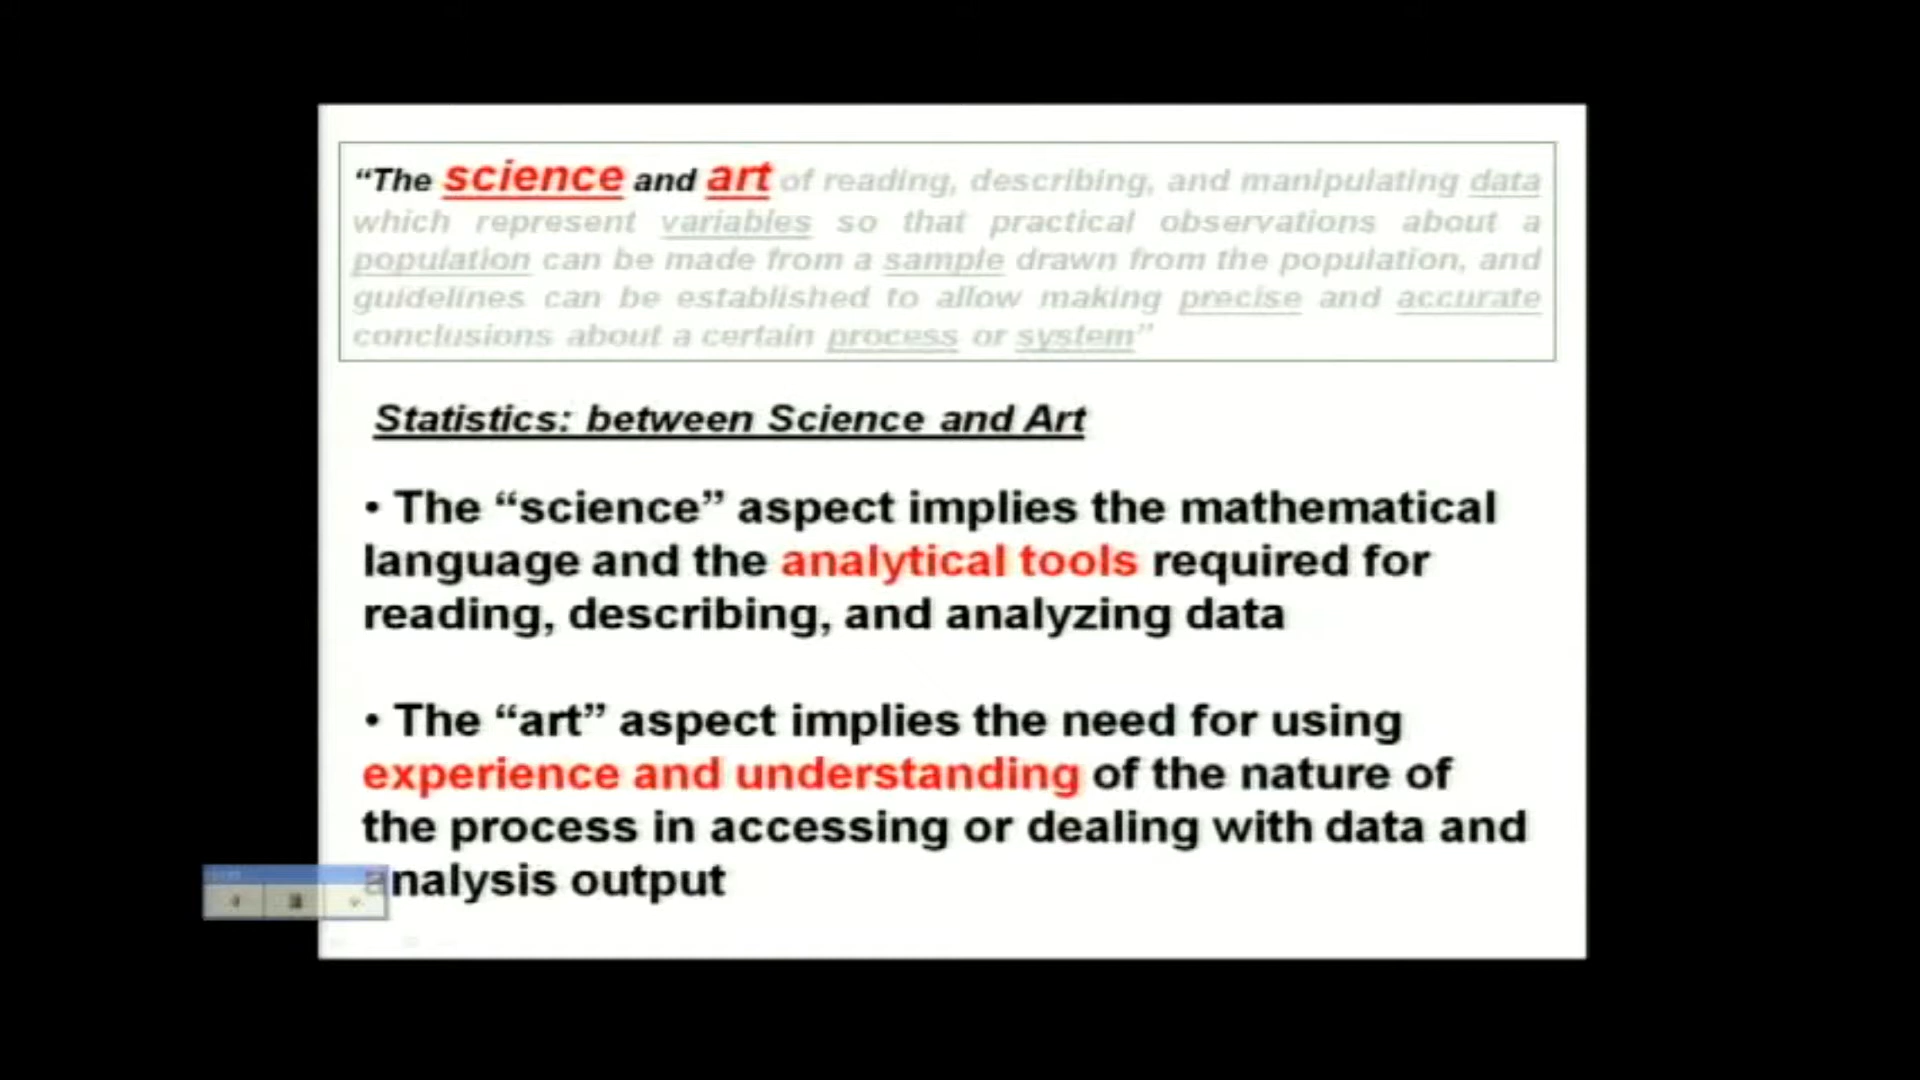 “The science and art of reading, describing, and manipulating data
which represent variables so that practical observations about a
population can be made from a sample drawn from the population, and
guidelines can be established to allow making precise and accurate
conclusions about a certain process or system”
Statistics: between Science and Art
• The “science” aspect implies the mathematical
language and the analytical tools required for
reading, describing, and analyzing data
• The “art” aspect implies the need for using
experience and understanding of the nature of
the process in accessing or dealing with data and
analysis output